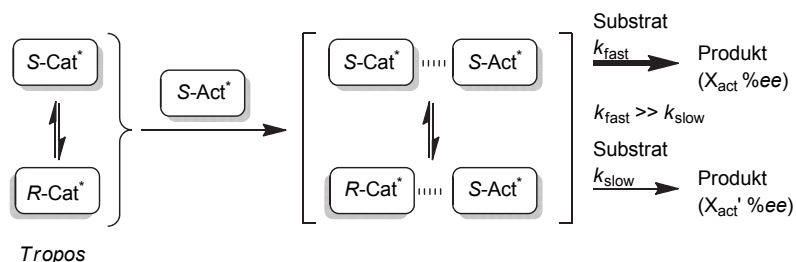 Substrat
k_fast
Produkt
(X_act %ee)
S-Cat*
S-Act*
S-Cat*
S-Act*
k_fast >> k_slow
Substrat
k_slow
Produkt
(X_act' %ee)
R-Cat*
R-Cat*
S-Act*
Tropos